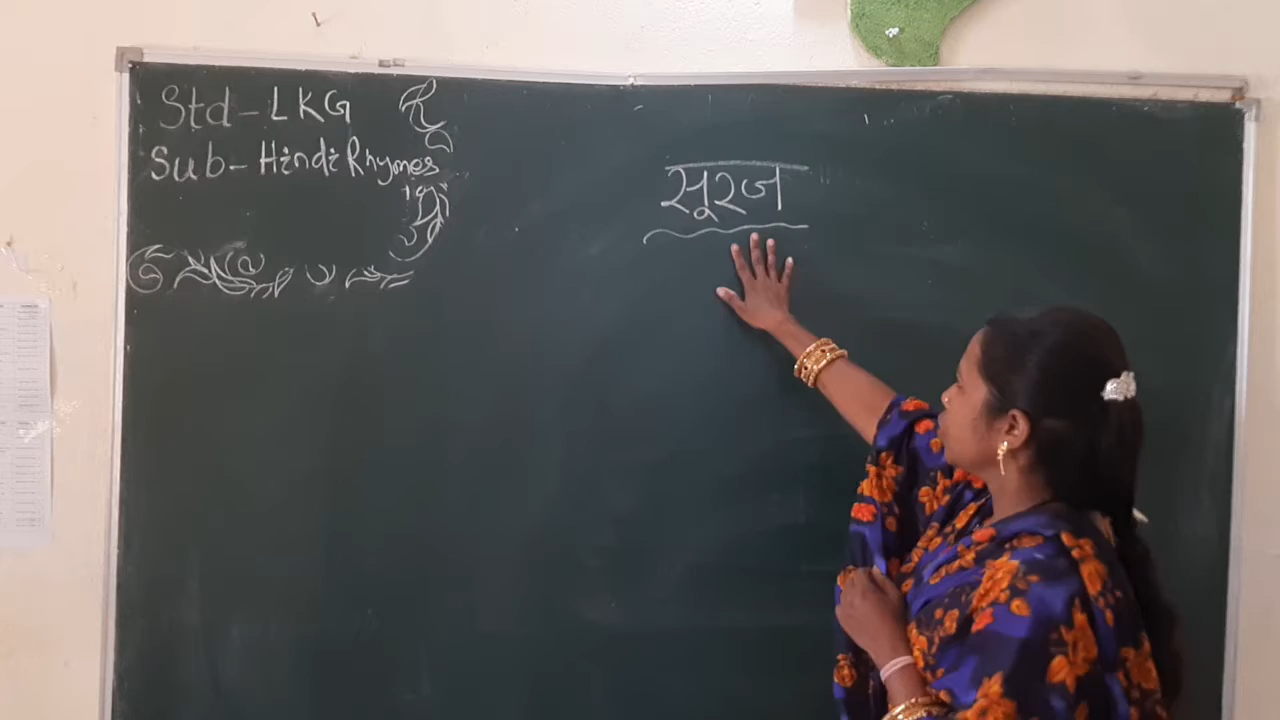 Std - LKG
Sub - Hindi Rhymes
सूरज